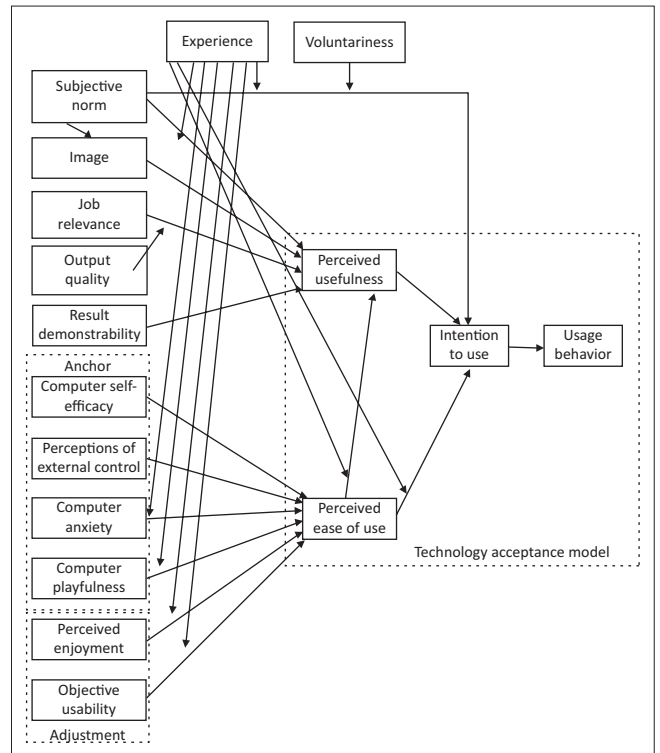 Experience
Voluntariness
Subjective
norm
Image
Job
relevance
Output
quality
Result
demonstrability
Anchor
Computer self-
efficacy
Perceptions of
external control
Computer
anxiety
Computer
playfulness
Perceived
enjoyment
Objective
usability
Adjustment
Perceived
usefulness
Intention
to use
Usage
behavior
Perceived
ease of use
Technology acceptance model